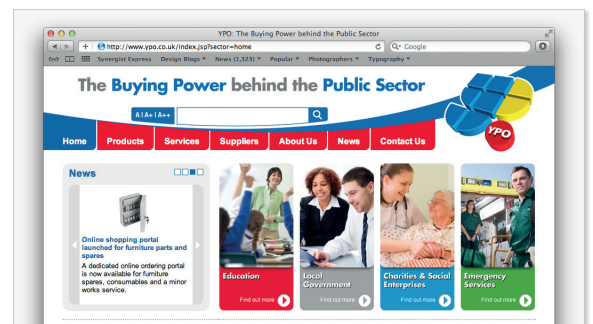 YPO: The Buying Power behind the Public Sector
http://www.ypo.co.uk/index.jsp?sector=home
Google
Synergist Express Design Blogs News (1,323) Popular Photographers Typography
The Buying Power behind the Public Sector
A | A+ | A++
YPO
Home Products Services Suppliers About Us News Contact Us
News
Online shopping portal
launched for furniture parts and
spares
A dedicated online ordering portal
is now available for furniture
spares, consumables and a minor
works service.
Education
Find out more
Local
Government
Find out more
Charities & Social
Enterprises
Find out more
Emergency
Services
Find out more